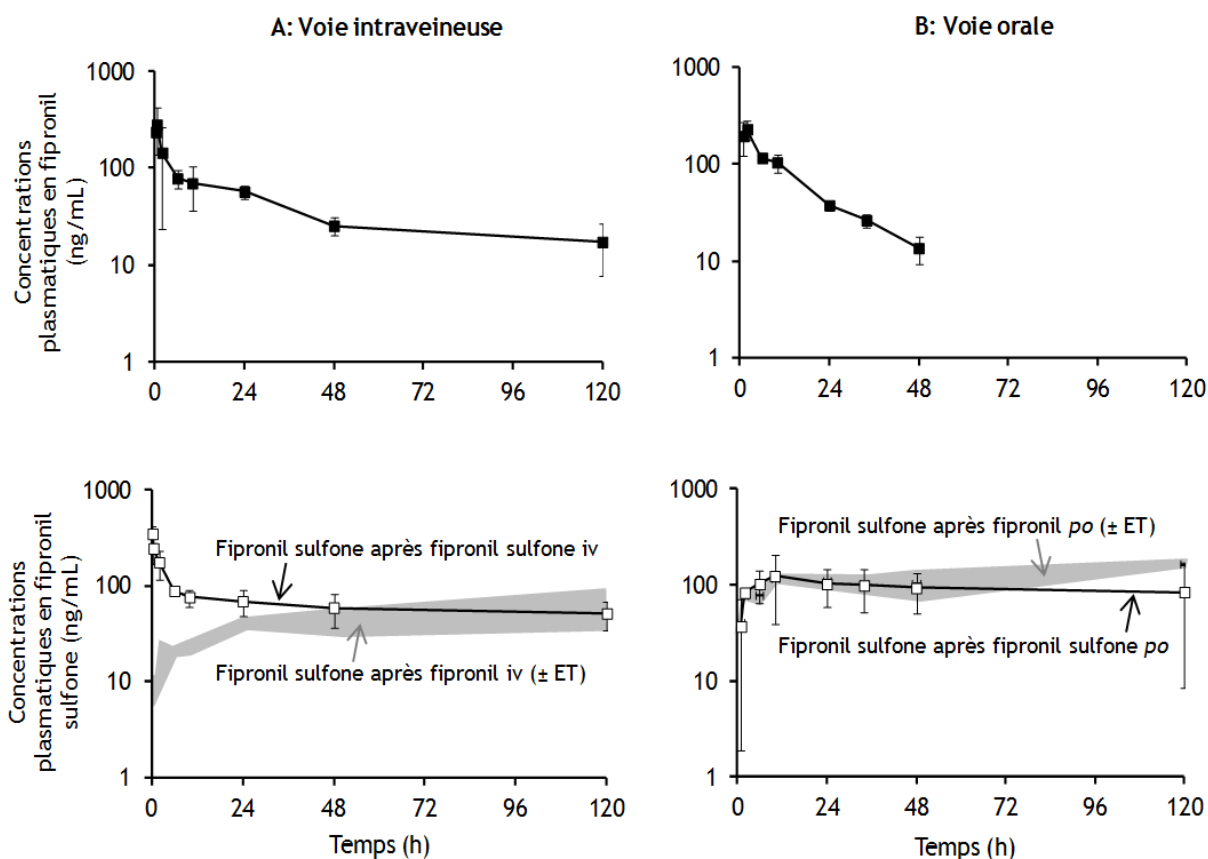 A: Voie intraveineuse
B: Voie orale
Concentrations
plasmatiques en fipronil
(ng/mL)
1000
100
10
1
0
24
48
72
96
120
1000
100
10
1
0
24
48
72
96
120
Concentrations
plasmatiques en fipronil
sulfone (ng/mL)
1000
100
10
1
Fipronil sulfone après fipronil sulfone iv
Fipronil sulfone après fipronil iv (± ET)
0
24
48
72
96
120
Temps (h)
1000
100
10
1
Fipronil sulfone après fipronil po (± ET)
Fipronil sulfone après fipronil sulfone po
0
24
48
72
96
120
Temps (h)